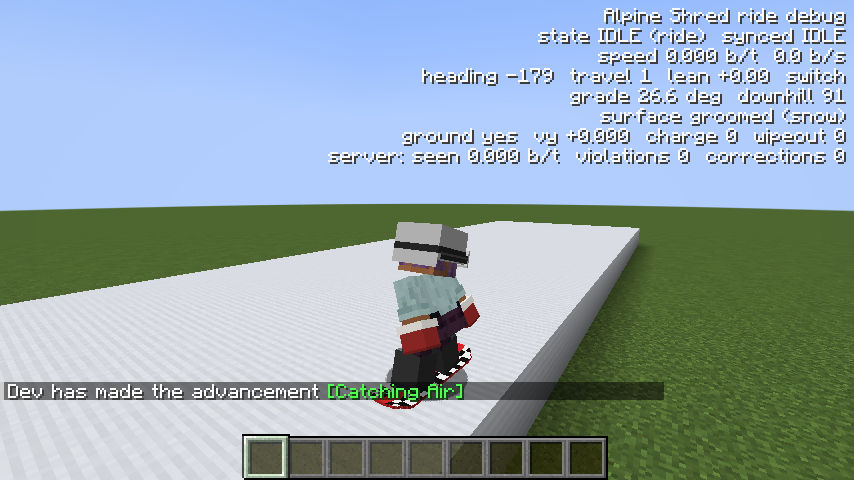 Alpine Shred ride debug
state IDLE (ride) synced IDLE
speed 0.000 b/t 0.0 b/s
heading -179 travel 1 lean +0.00 switch
grade 26.6 deg downhill 91
surface groomed (snow)
ground yes vy +0.000 charge 0 wipeout 0
server: seen 0.000 b/t violations 0 corrections 0
Dev has made the advancement [Catching Air]